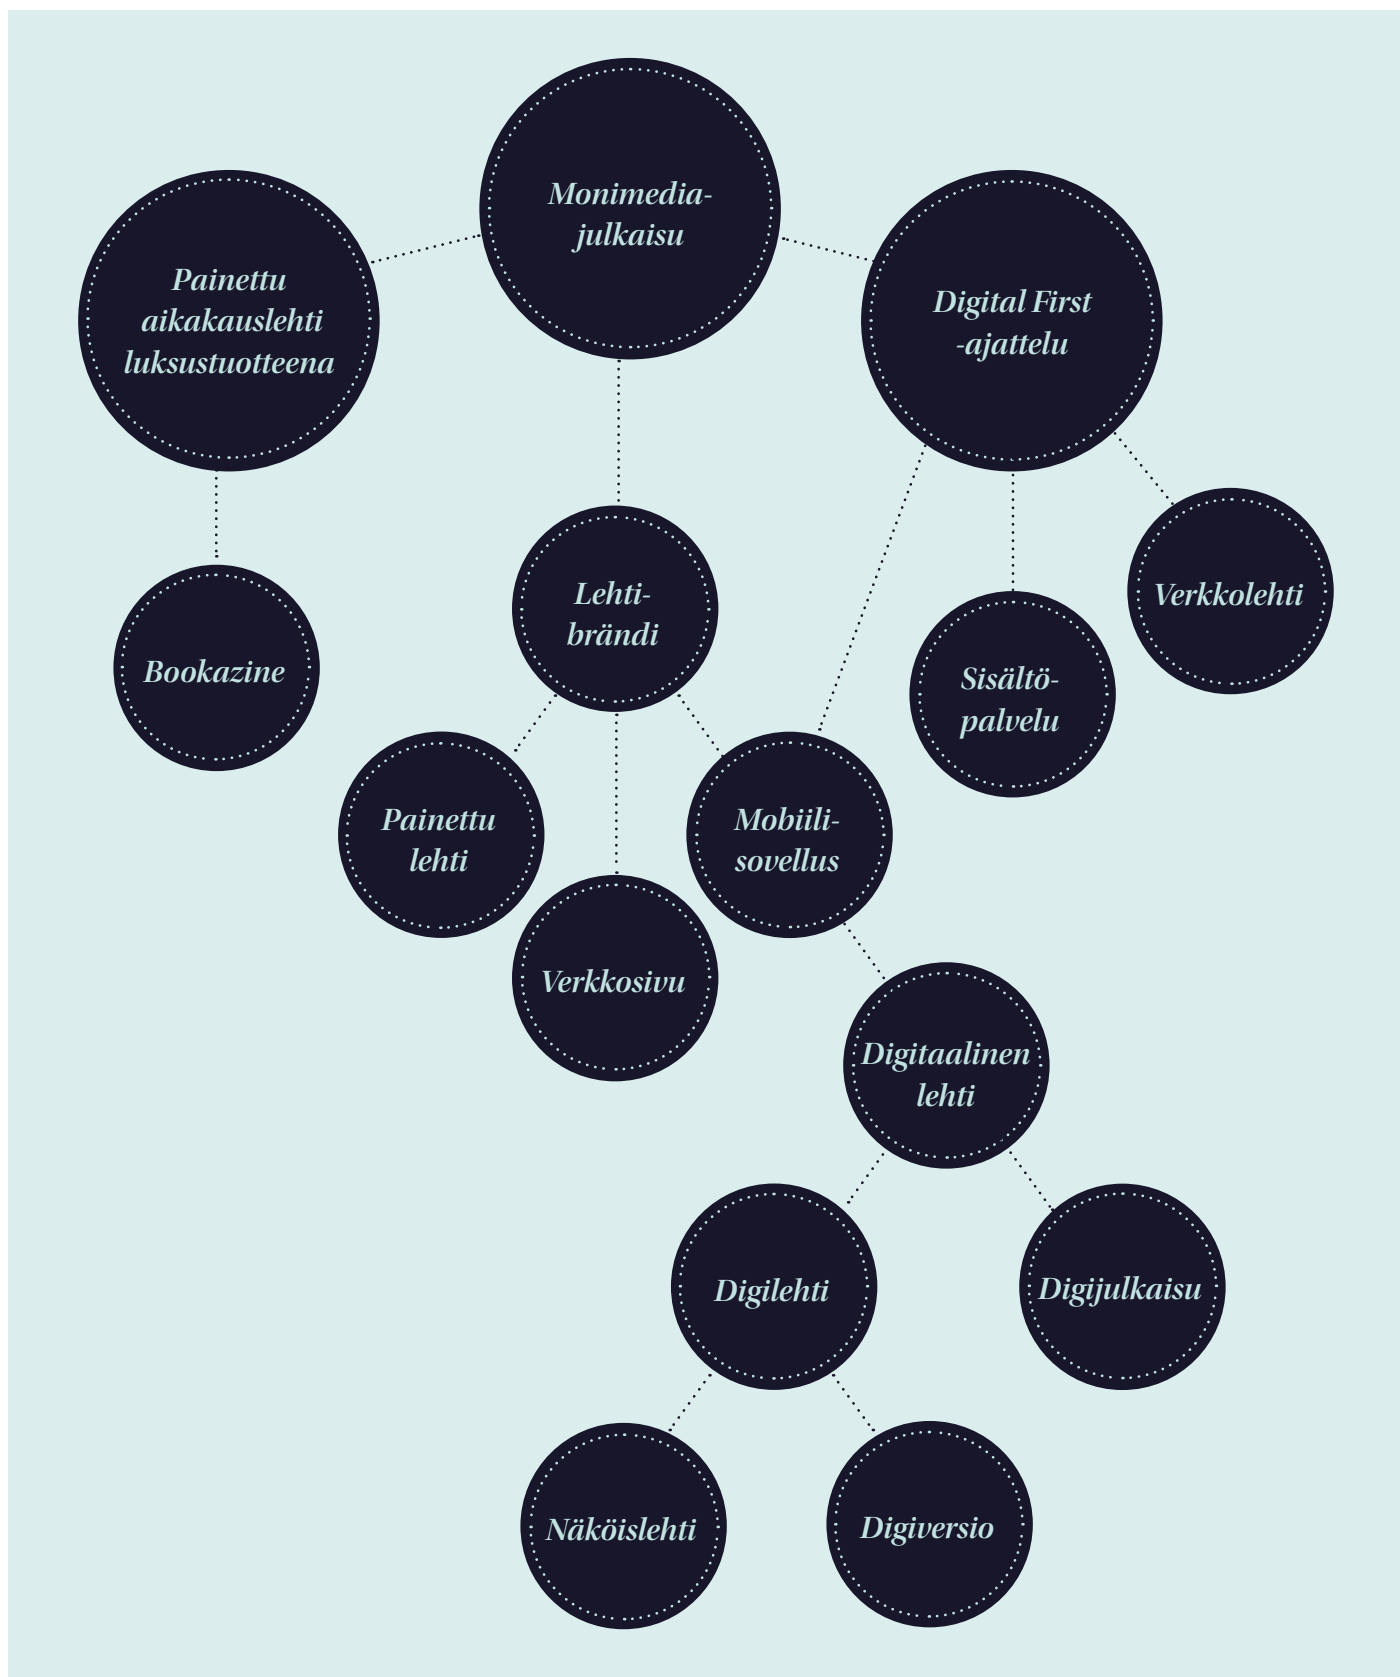 Monimedia-
julkaisu
Painettu
aikakauslehti
luksustuotteena
Digital First
-ajattelu
Lehti-
brändi
Verkkolehti
Bookazine
Sisältö-
palvelu
Painettu
lehti
Mobiili-
sovellus
Verkkosivu
Digitaalinen
lehti
Digilehti
Digijulkaisu
Näköislehti
Digiversio